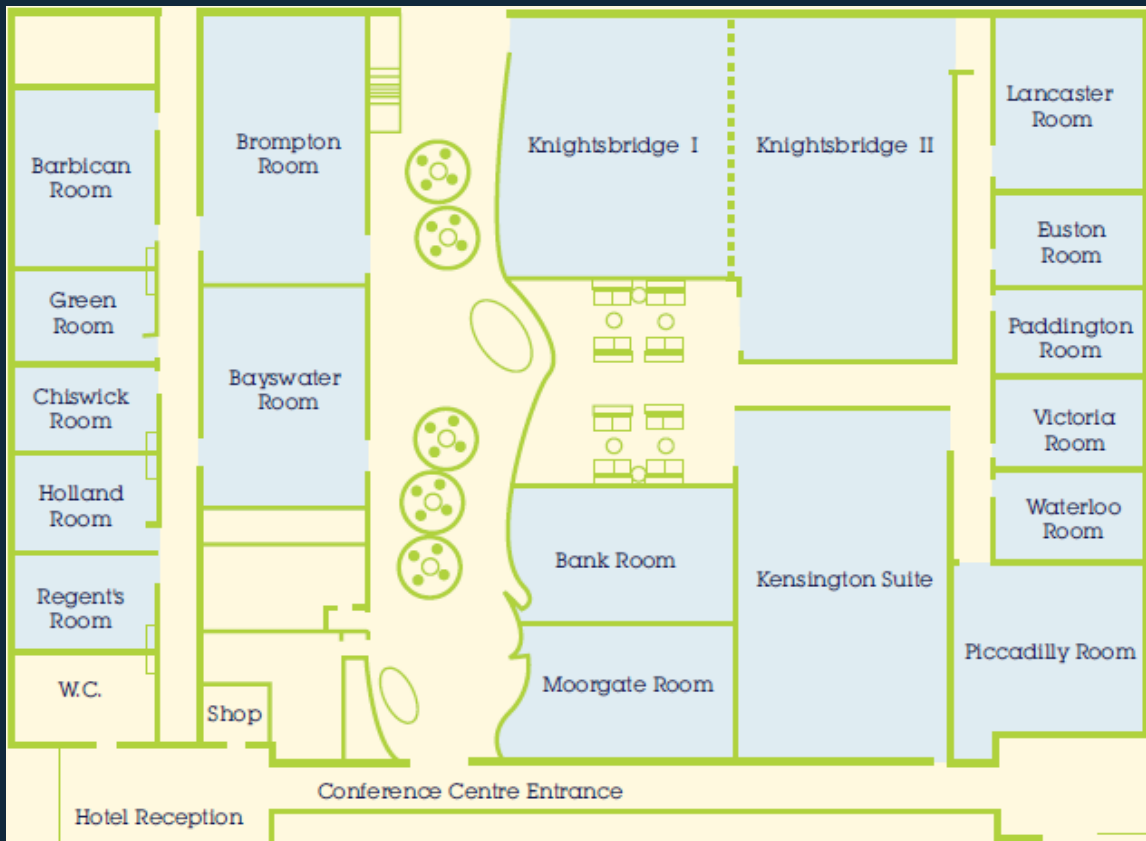 Barbican
Room
Green
Room
Chiswick
Room
Holland
Room
Regent's
Room
W.C.
Brompton
Room
Bayswater
Room
Shop
Knightsbridge I
Knightsbridge II
Bank Room
Moorgate Room
Kensington Suite
Lancaster
Room
Euston
Room
Paddington
Room
Victoria
Room
Waterloo
Room
Piccadilly Room
Conference Centre Entrance
Hotel Reception